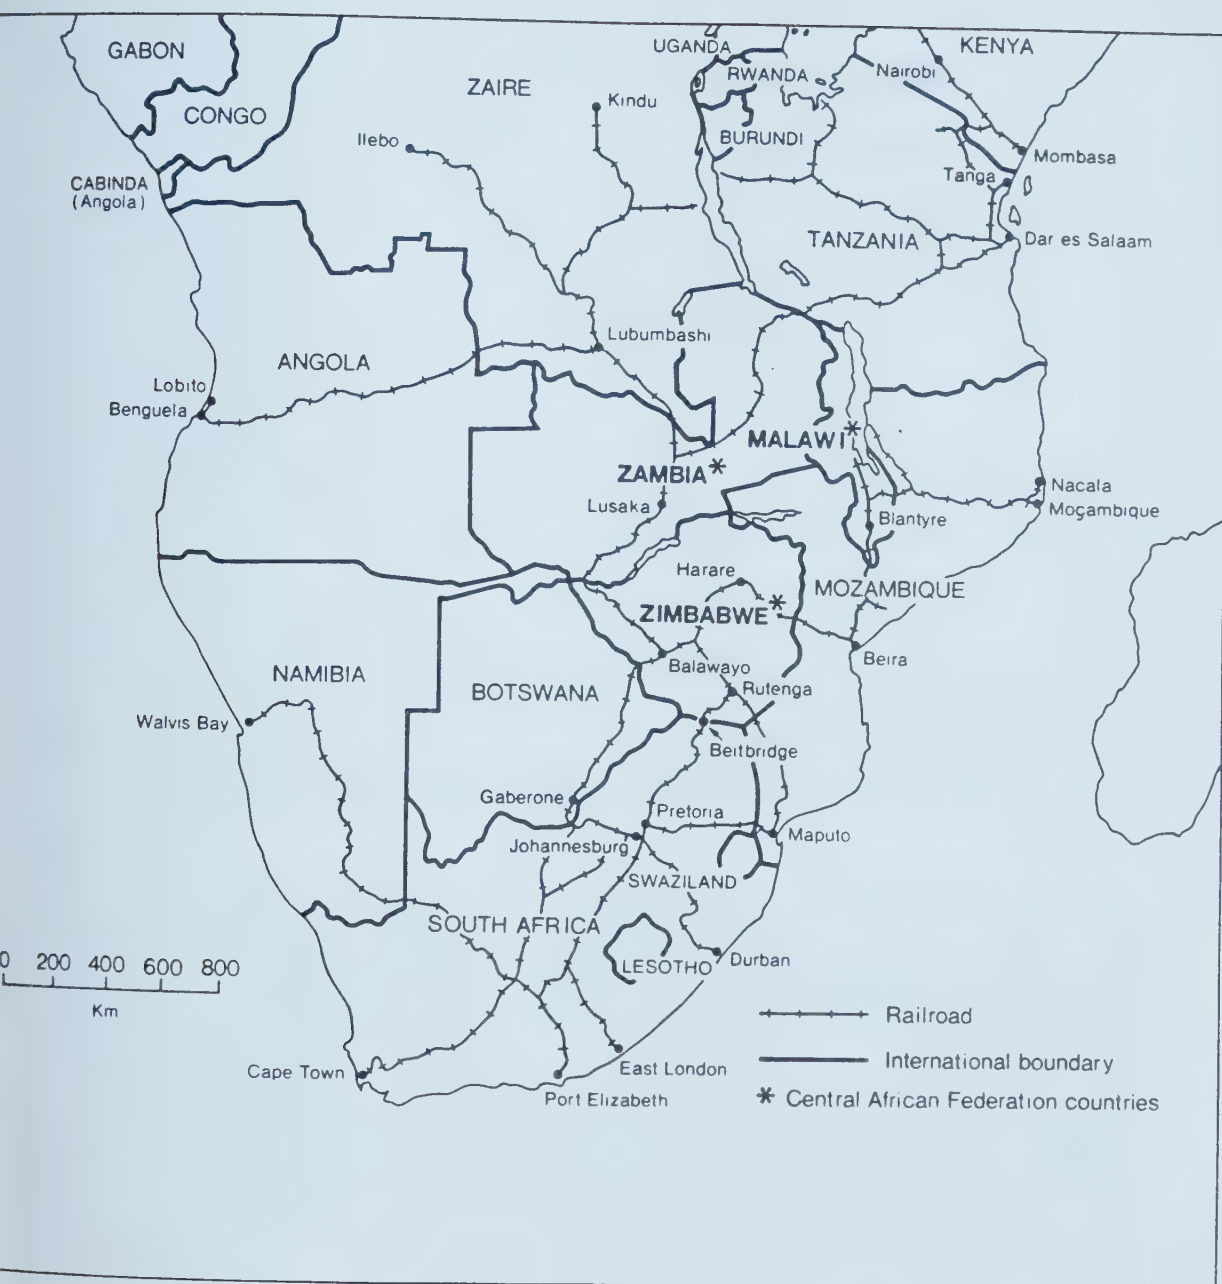 UGANDA
KENYA
GABON
RWANDA
Nairobi
ZAIRE
Kindu
CONGO
BURUNDI
Ilebo
Mombasa
Tanga
CABINDA
(Angola)
TANZANIA
Dar es Salaam
Lubumbashi
ANGOLA
Lobito
Benguela
MALAWI*
ZAMBIA*
Nacala
Lusaka
Moçambique
Blantyre
Harare
MOZAMBIQUE
ZIMBABWE*
Beira
Balawayo
NAMIBIA
BOTSWANA
Rutenga
Walvis Bay
Beitbridge
Gaberone
Pretoria
Maputo
Johannesburg
SWAZILAND
SOUTH AFRICA
LESOTHO
Durban
0 200 400 600 800
Km
Railroad
International boundary
* Central African Federation countries
Cape Town
East London
Port Elizabeth